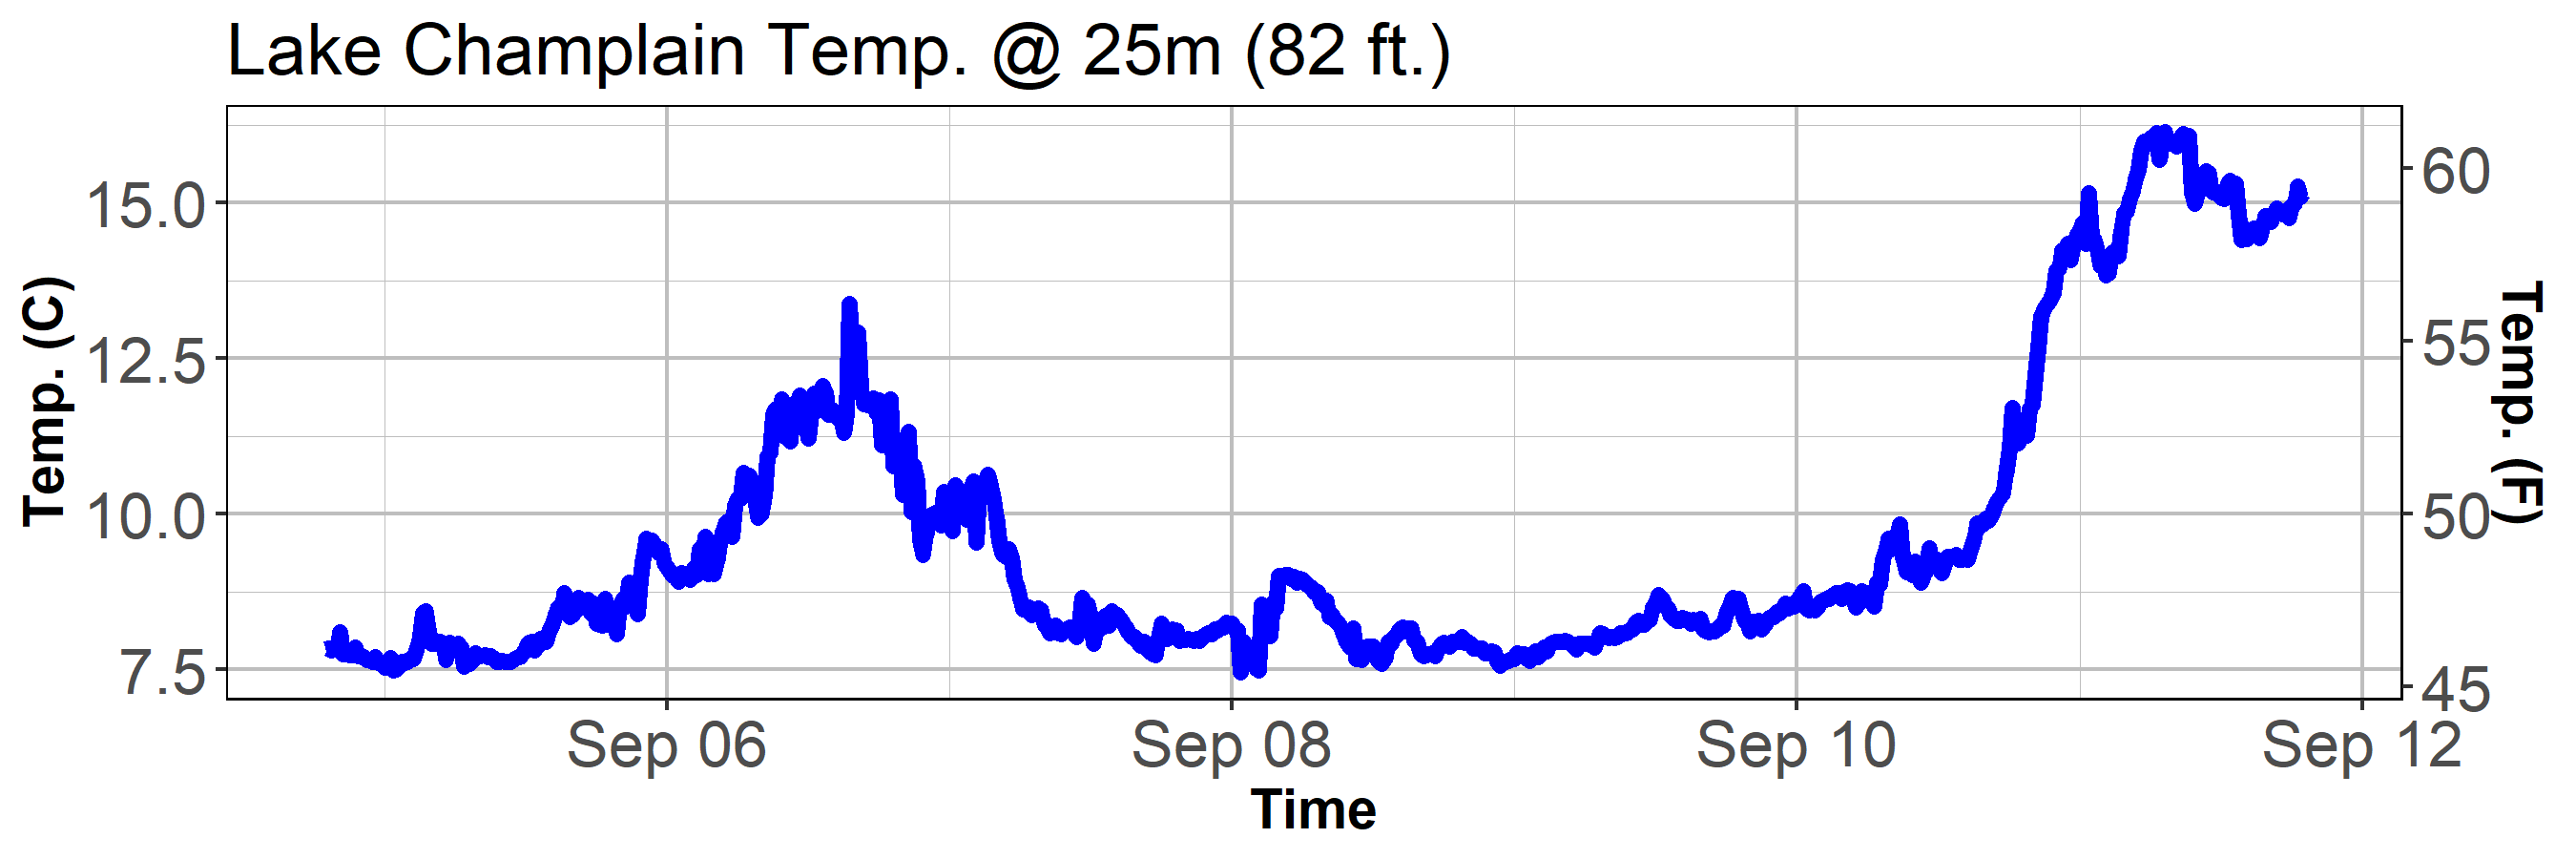 Lake Champlain Temp. @ 25m (82 ft.)
Temp. (C)
15.0
12.5
10.0
7.5
60
55
50
45
Temp. (F)
Sep 06 Sep 08 Sep 10 Sep 12
Time